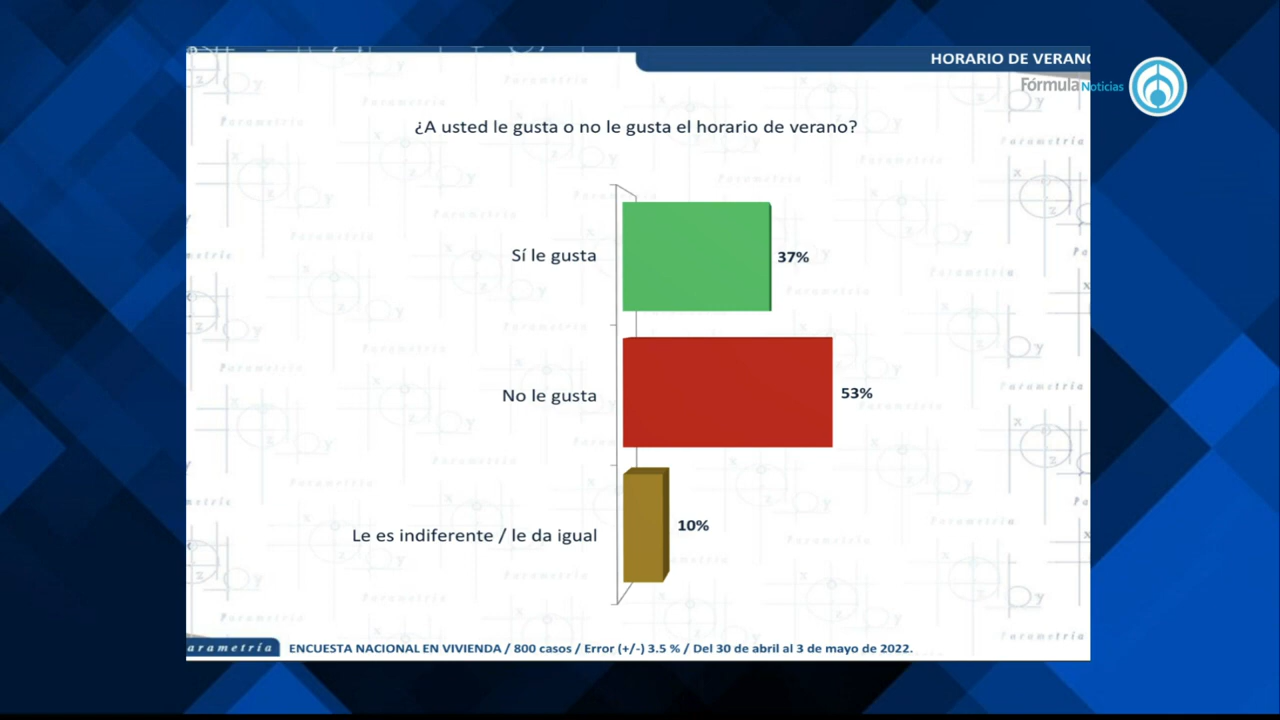 HORARIO DE VERANO
Fórmula Noticias
¿A usted le gusta o no le gusta el horario de verano?
Sí le gusta
37%
No le gusta
53%
Le es indiferente / le da igual
10%
arametría
ENCUESTA NACIONAL EN VIVIENDA / 800 casos / Error (+/-) 3.5 % / Del 30 de abril al 3 de mayo de 2022.